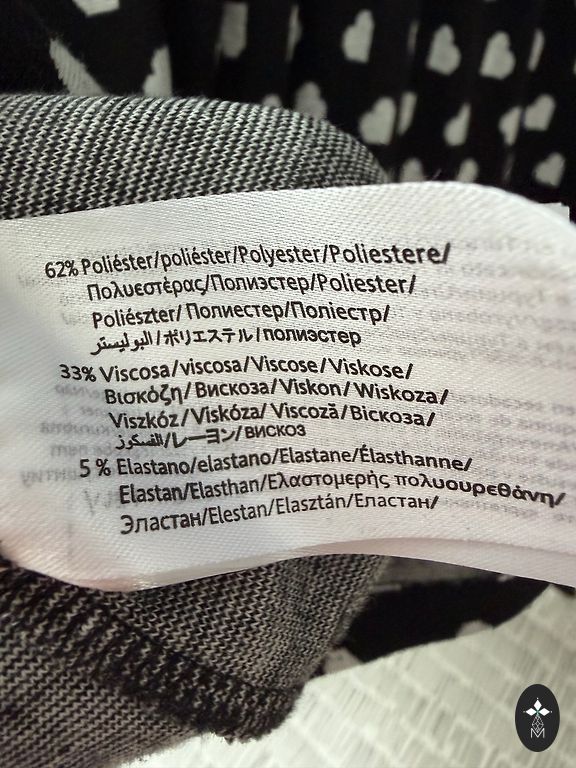 62% Poliéster/poliéster/Polyester/Poliestere/
Πολυεστέρας/Полиэстер/Poliester/
Poliészter/Полиестер/Поліестр/
البوليستر/ポリエステル/полиэстер
33% Viscosa/viscosa/Viscose/Viskose/
Βισκόζη/Вискоза/Viskon/Wiskoza/
Viszkóz/Viskóza/Viscoză/Віскоза/
الفسكوز/レーヨン/вискоз
5 % Elastano/elastano/Elastane/Élasthanne/
Elastan/Elasthan/Ελαστομερής πολυουρεθάνη/
Эластан/Elestan/Elasztán/Еластан/